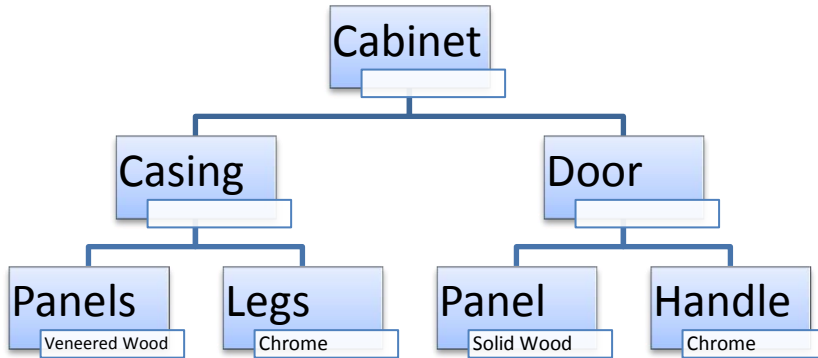 Cabinet
Casing
Door
Panels
Veneered Wood
Legs
Chrome
Panel
Solid Wood
Handle
Chrome